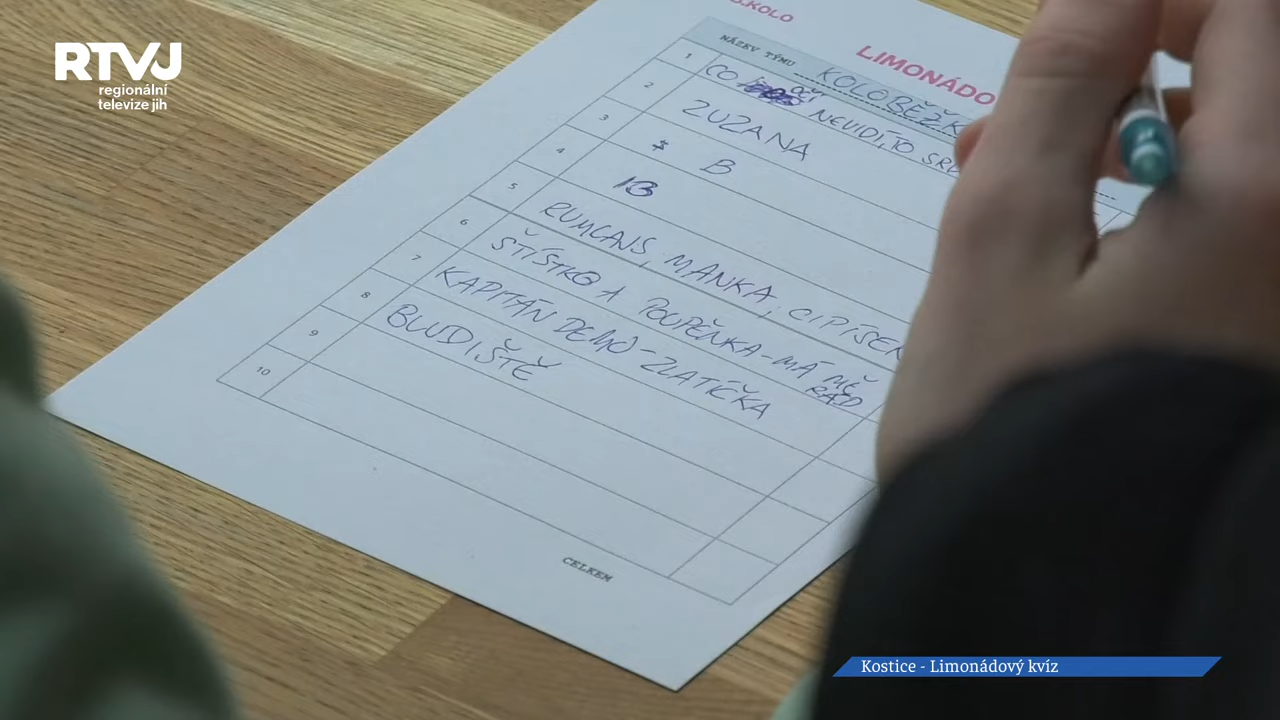 RTVJ
regionální
televize jih
.KOLO
LIMONÁDO
NÁZEV TÝMU KOLOBĚŽK
1 CO OČI NEVIDÍ, TO SRD
2 ZUZANA
3 B
4 13
5 RUMCAJS, MANKA, CIPÍSEK
6 ŠTÍSTKO A POUPĚNKA - MÁ MĚ RÁD
7 KAPITÁN DEMO - ZLATÍČKA
8 BLUDIŠTĚ
9
10
CELKEM
Kostice - Limonádový kvíz